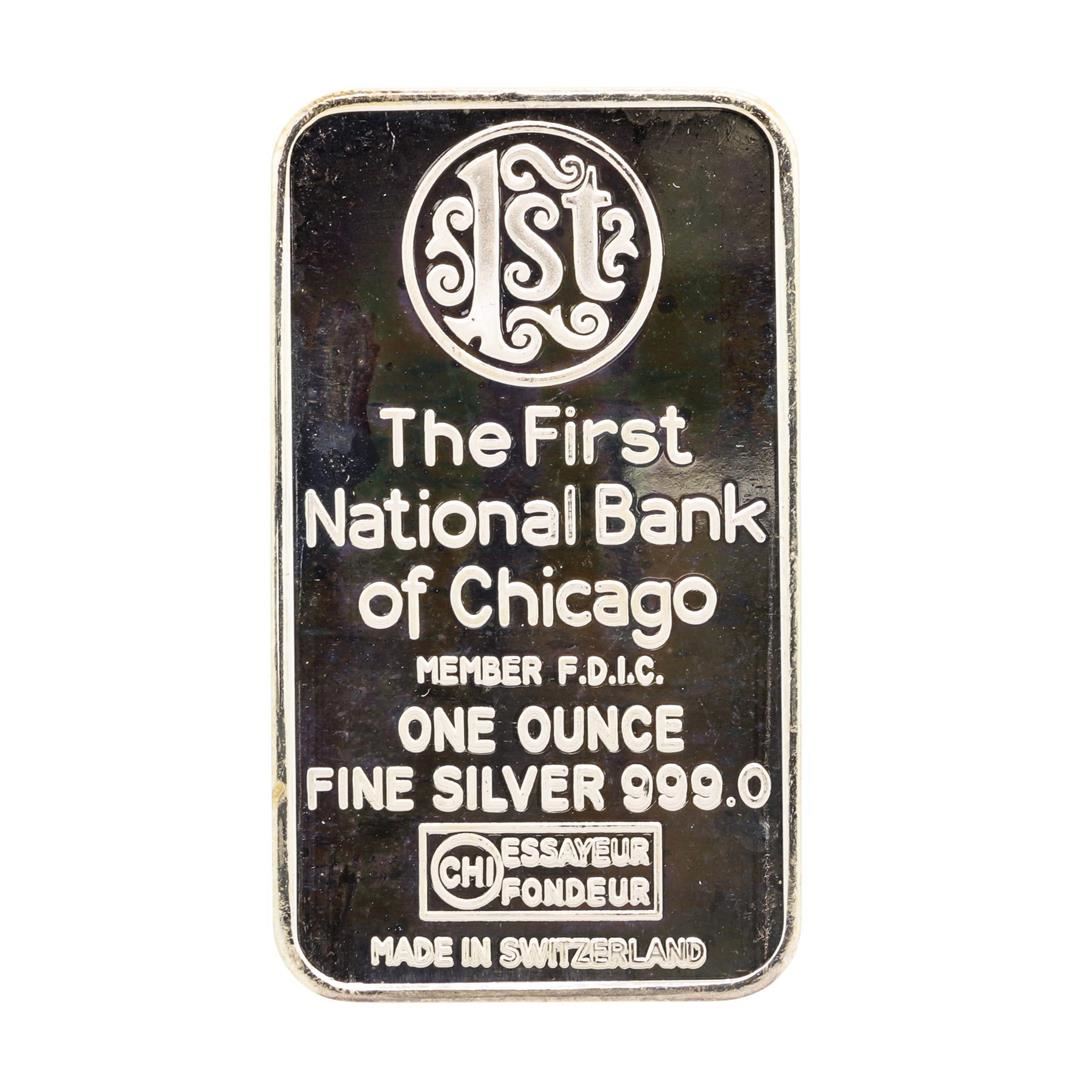 1st
The First
National Bank
of Chicago
MEMBER F.D.I.C.
ONE OUNCE
FINE SILVER 999.0
CHI ESSAYEUR
FONDEUR
MADE IN SWITZERLAND